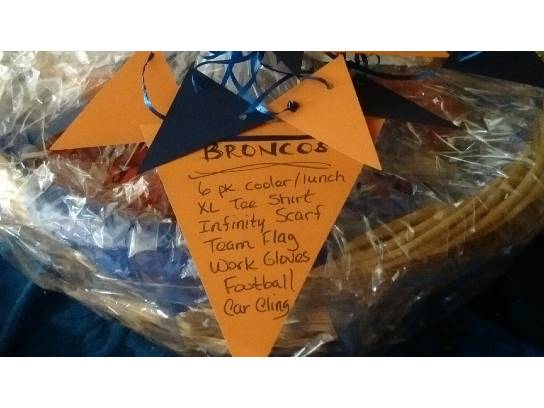 BRONCOS
6 pk. cooler/lunch
XL Tee Shirt
Infinity Scarf
Team Flag
Work Gloves
Football
Car Cling